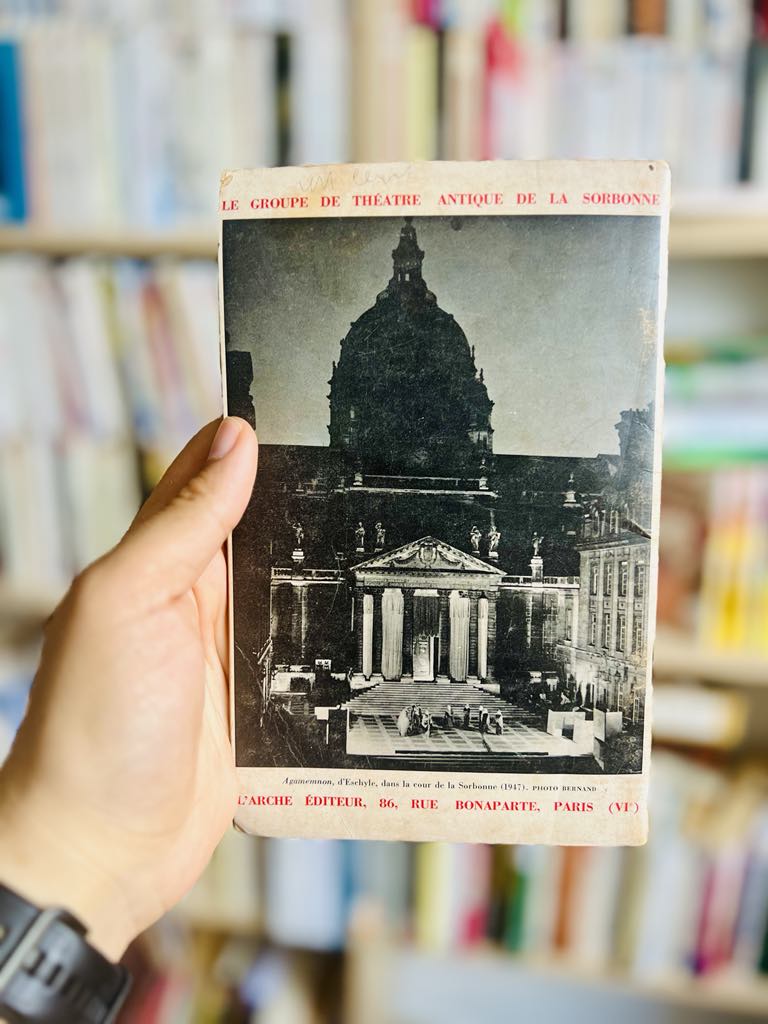 LE GROUPE DE THÉATRE ANTIQUE DE LA SORBONNE
Agamemnon, d'Eschyle, dans la cour de la Sorbonne (1947). PHOTO BERNAND
L'ARCHE ÉDITEUR, 86, RUE BONAPARTE, PARIS (VIᵉ)